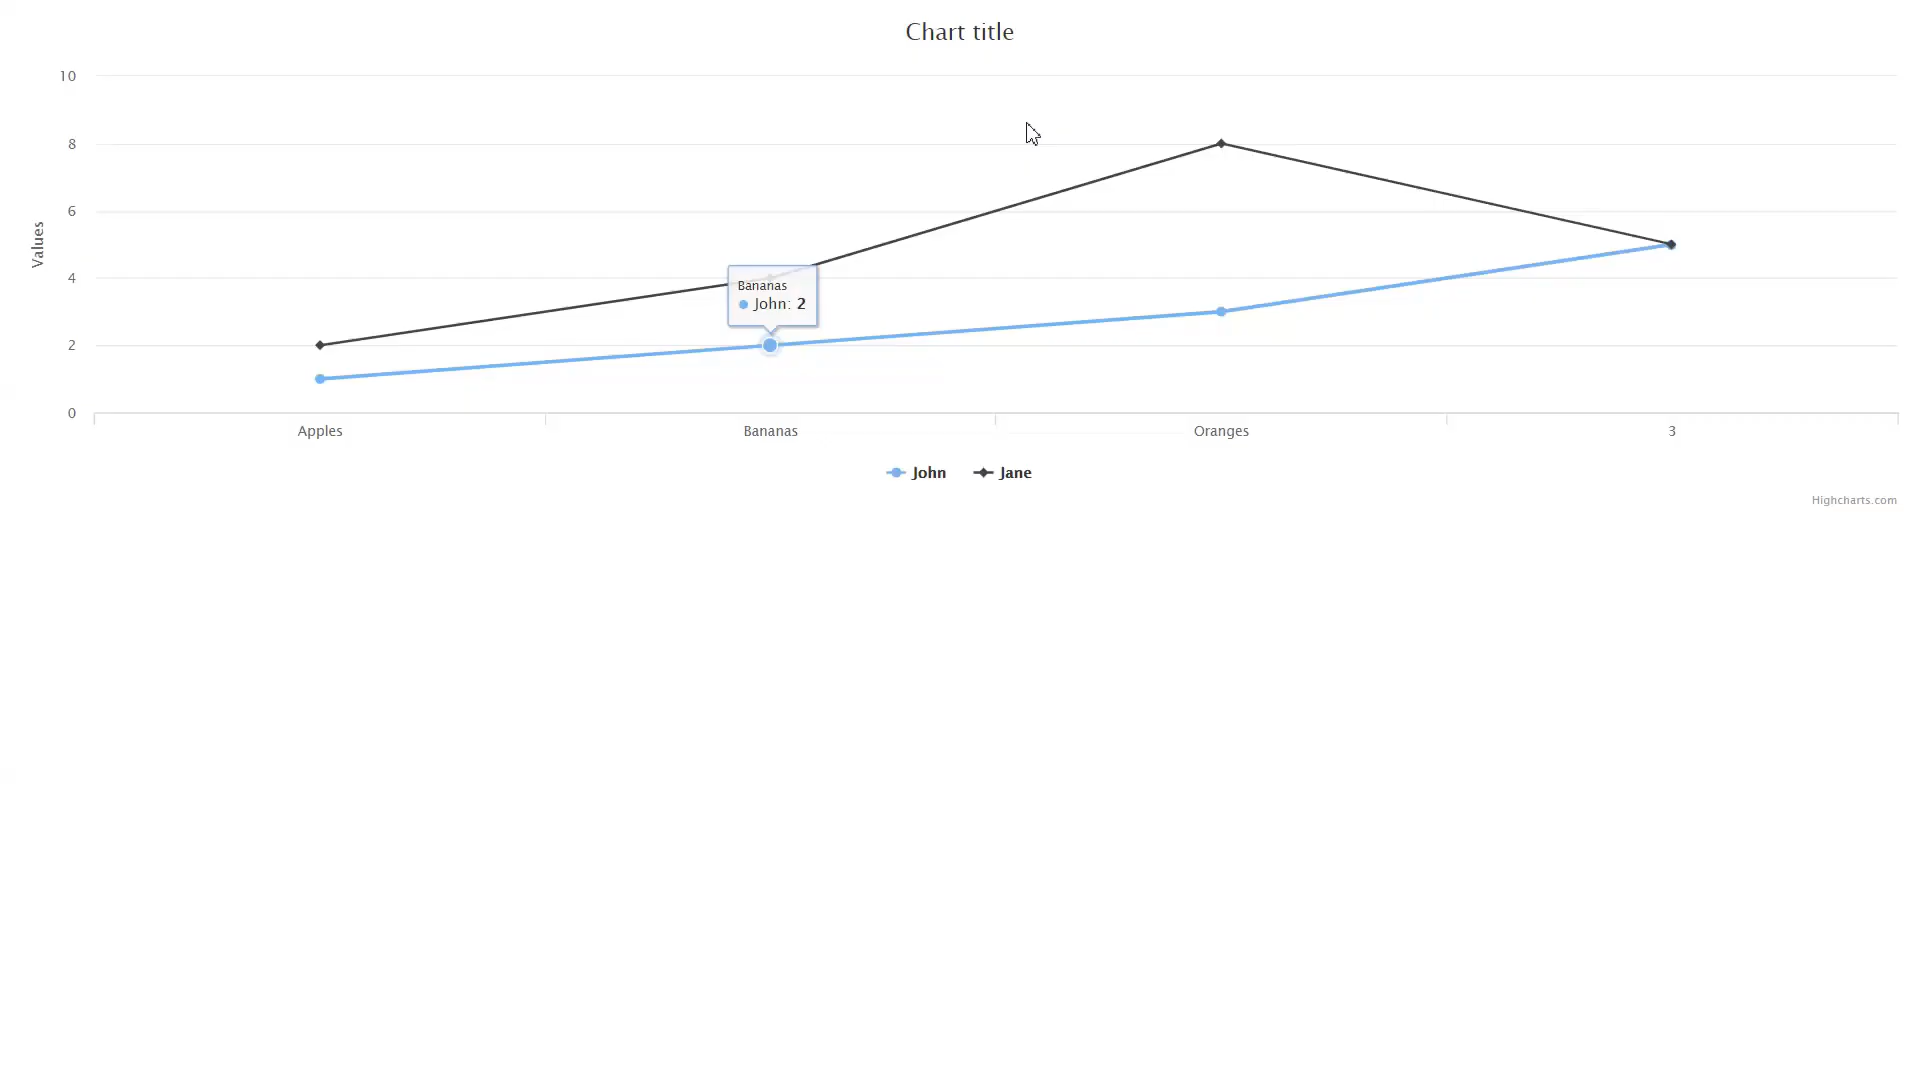 Chart title
10
8
6
4
2
0
Values
Bananas
John: 2
Apples
Bananas
Oranges
3
John
Jane
Highcharts.com